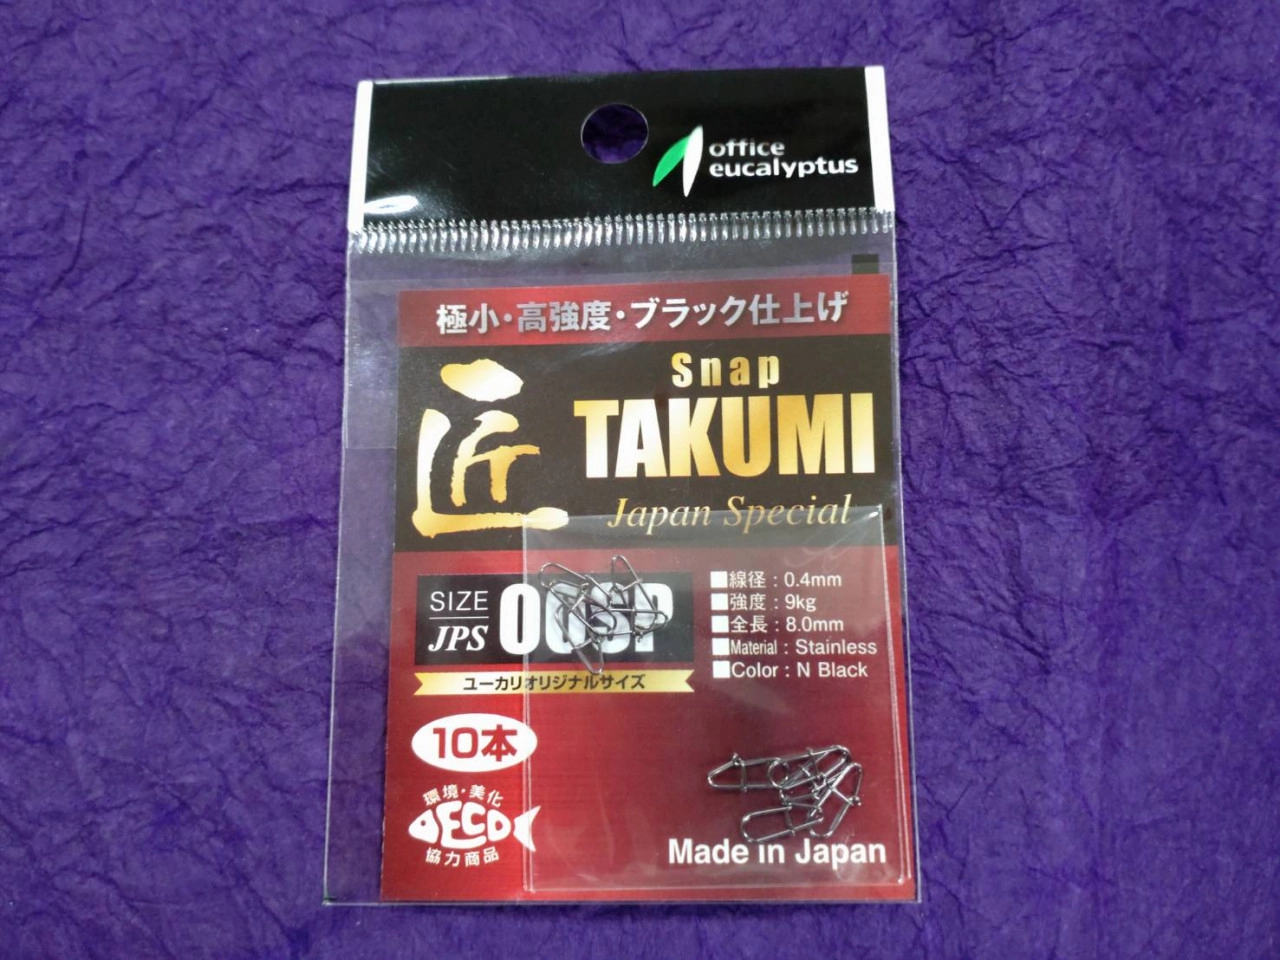 office
eucalyptus
極小・高強度・ブラック仕上げ
匠
Snap
TAKUMI
Japan Special
SIZE
JPS
■線径：0.4mm
■強度：9kg
■全長：8.0mm
■Material：Stainless
■Color：N Black
ユーカリオリジナルサイズ
10本
環境・美化
ECO
協力商品
Made in Japan